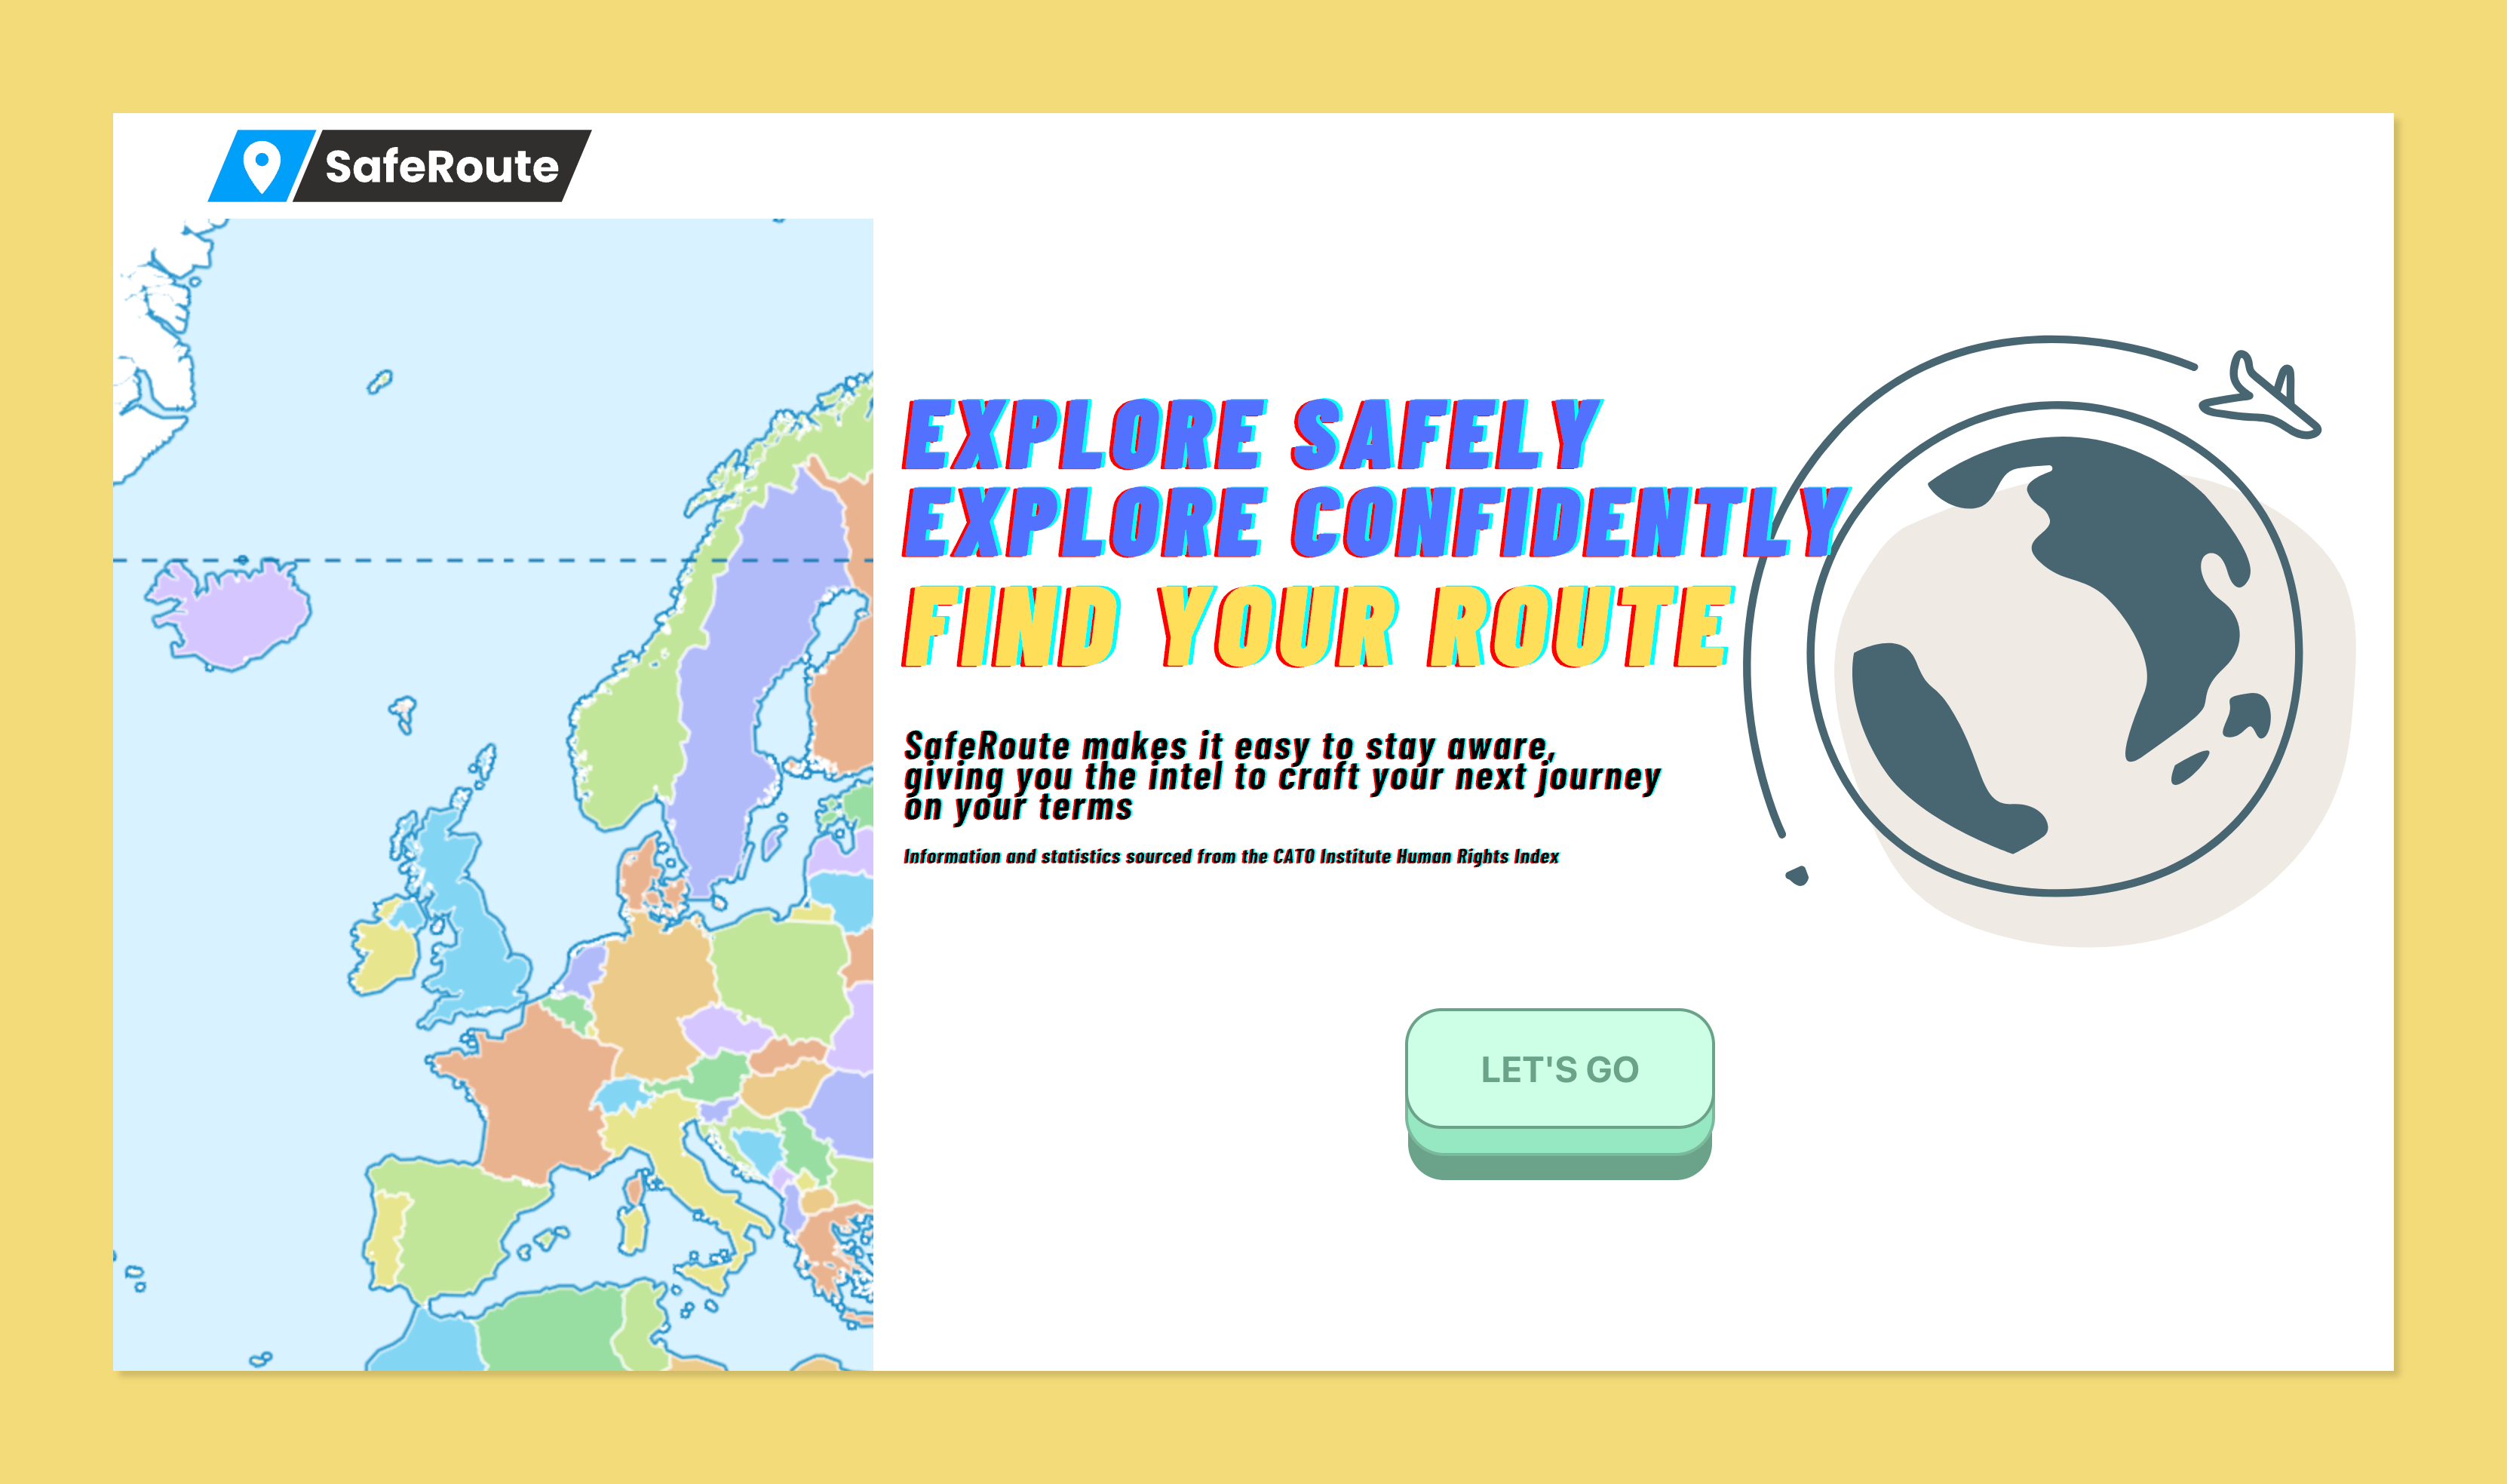 SafeRoute
EXPLORE SAFELY
EXPLORE CONFIDENTLY
FIND YOUR ROUTE
SafeRoute makes it easy to stay aware,
giving you the intel to craft your next journey
on your terms
Information and statistics sourced from the CATO Institute Human Rights Index
LET'S GO